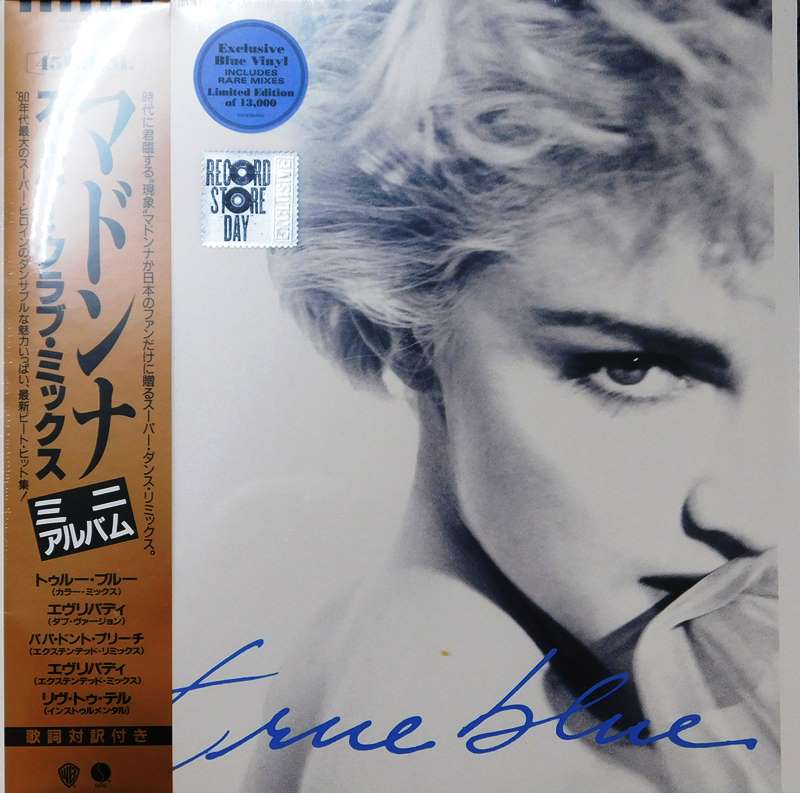 時代に君臨する“現象”マドンナが日本のファンだけに贈るスーパー・ダンス・リミックス。
マドンナ
クラブ・ミックス
'80年代最大のスーパー・ヒロインのダンサブルな魅力いっぱい、最新ビート・ヒット集!
ミニ
アルバム
トゥルー・ブルー
(カラー・ミックス)
エヴリバディ
(ダブ・ヴァージョン)
パパ・ドント・プリーチ
(エクステンデッド・リミックス)
エヴリバディ
(エクステンデッド・ミックス)
リヴ・トゥ・テル
(インストゥルメンタル)
歌詞対訳付き
Exclusive
Blue Vinyl
INCLUDES
RARE MIXES
Limited Edition
of 13,000
RECORD
STORE
DAY
EXCLUSIVE
true blue